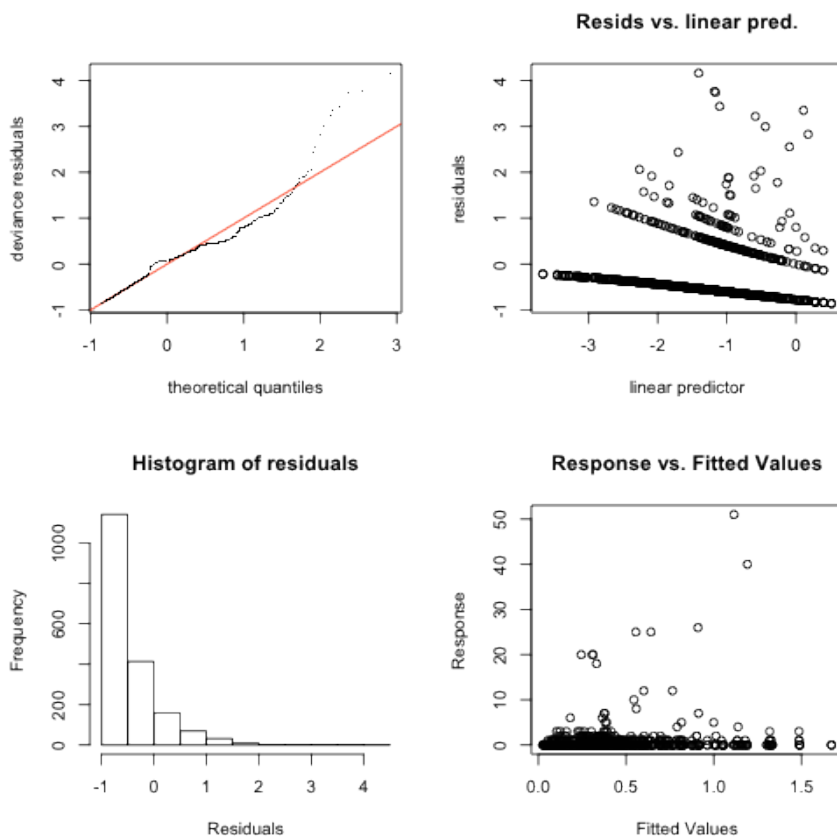 Resids vs. linear pred.
deviance residuals
-1 0 1 2 3 4
-1 0 1 2 3
theoretical quantiles
residuals
-1 0 1 2 3 4
-3 -2 -1 0
linear predictor
Histogram of residuals
Frequency
0 200 600 1000
-1 0 1 2 3 4
Residuals
Response vs. Fitted Values
Response
0 10 20 30 40 50
0.0 0.5 1.0 1.5
Fitted Values